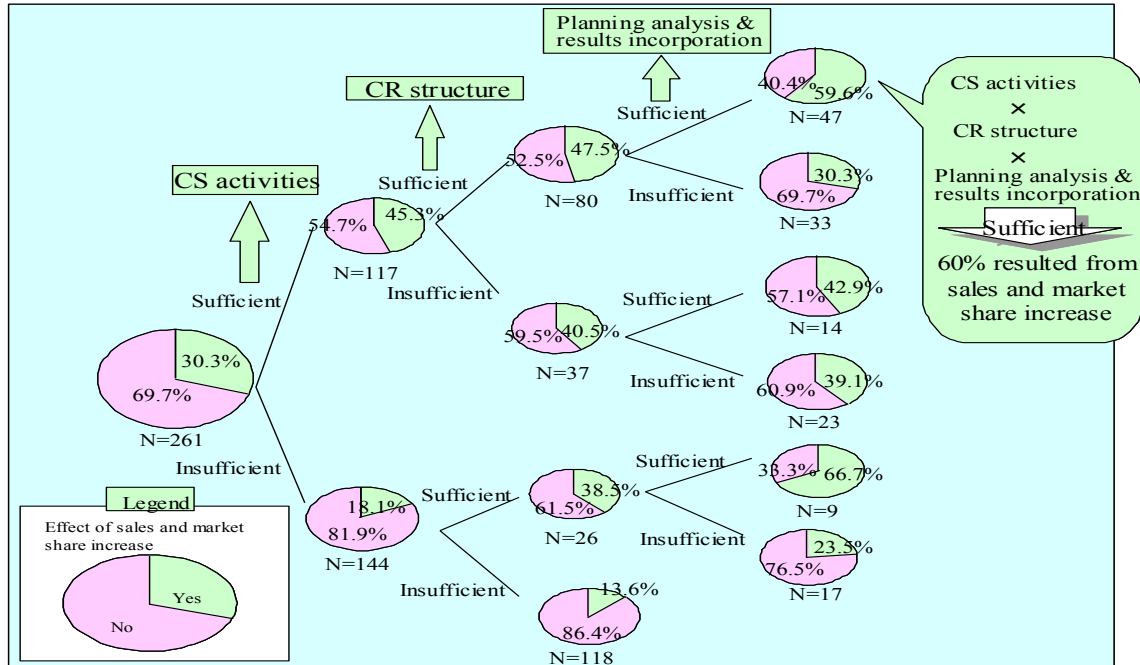 Planning analysis &
results incorporation
CR structure
CS activities
Sufficient
Insufficient
30.3%
69.7%
N=261
Sufficient
Insufficient
54.7%
45.3%
N=117
18.1%
81.9%
N=144
Sufficient
Insufficient
52.5%
47.5%
N=80
59.5%
40.5%
N=37
Sufficient
Insufficient
38.5%
61.5%
N=26
13.6%
86.4%
N=118
Sufficient
Insufficient
40.4%
59.6%
N=47
30.3%
69.7%
N=33
Sufficient
Insufficient
57.1%
42.9%
N=14
60.9%
39.1%
N=23
Sufficient
Insufficient
33.3%
66.7%
N=9
23.5%
76.5%
N=17
CS activities
×
CR structure
×
Planning analysis &
results incorporation
Sufficient
60% resulted from
sales and market
share increase
Legend
Effect of sales and market
share increase
Yes
No